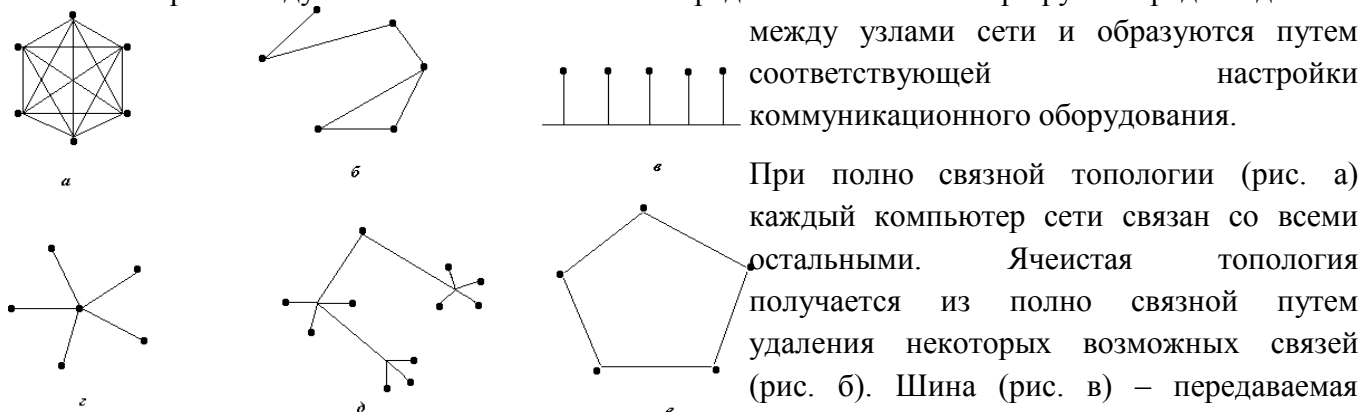 между узлами сети и образуются путем
соответствующей настройки
коммуникационного оборудования.
а
б
в
При полно связной топологии (рис. а)
каждый компьютер сети связан со всеми
остальными. Ячеистая топология
получается из полно связной путем
удаления некоторых возможных связей
(рис. б). Шина (рис. в) – передаваемая
г
д
е